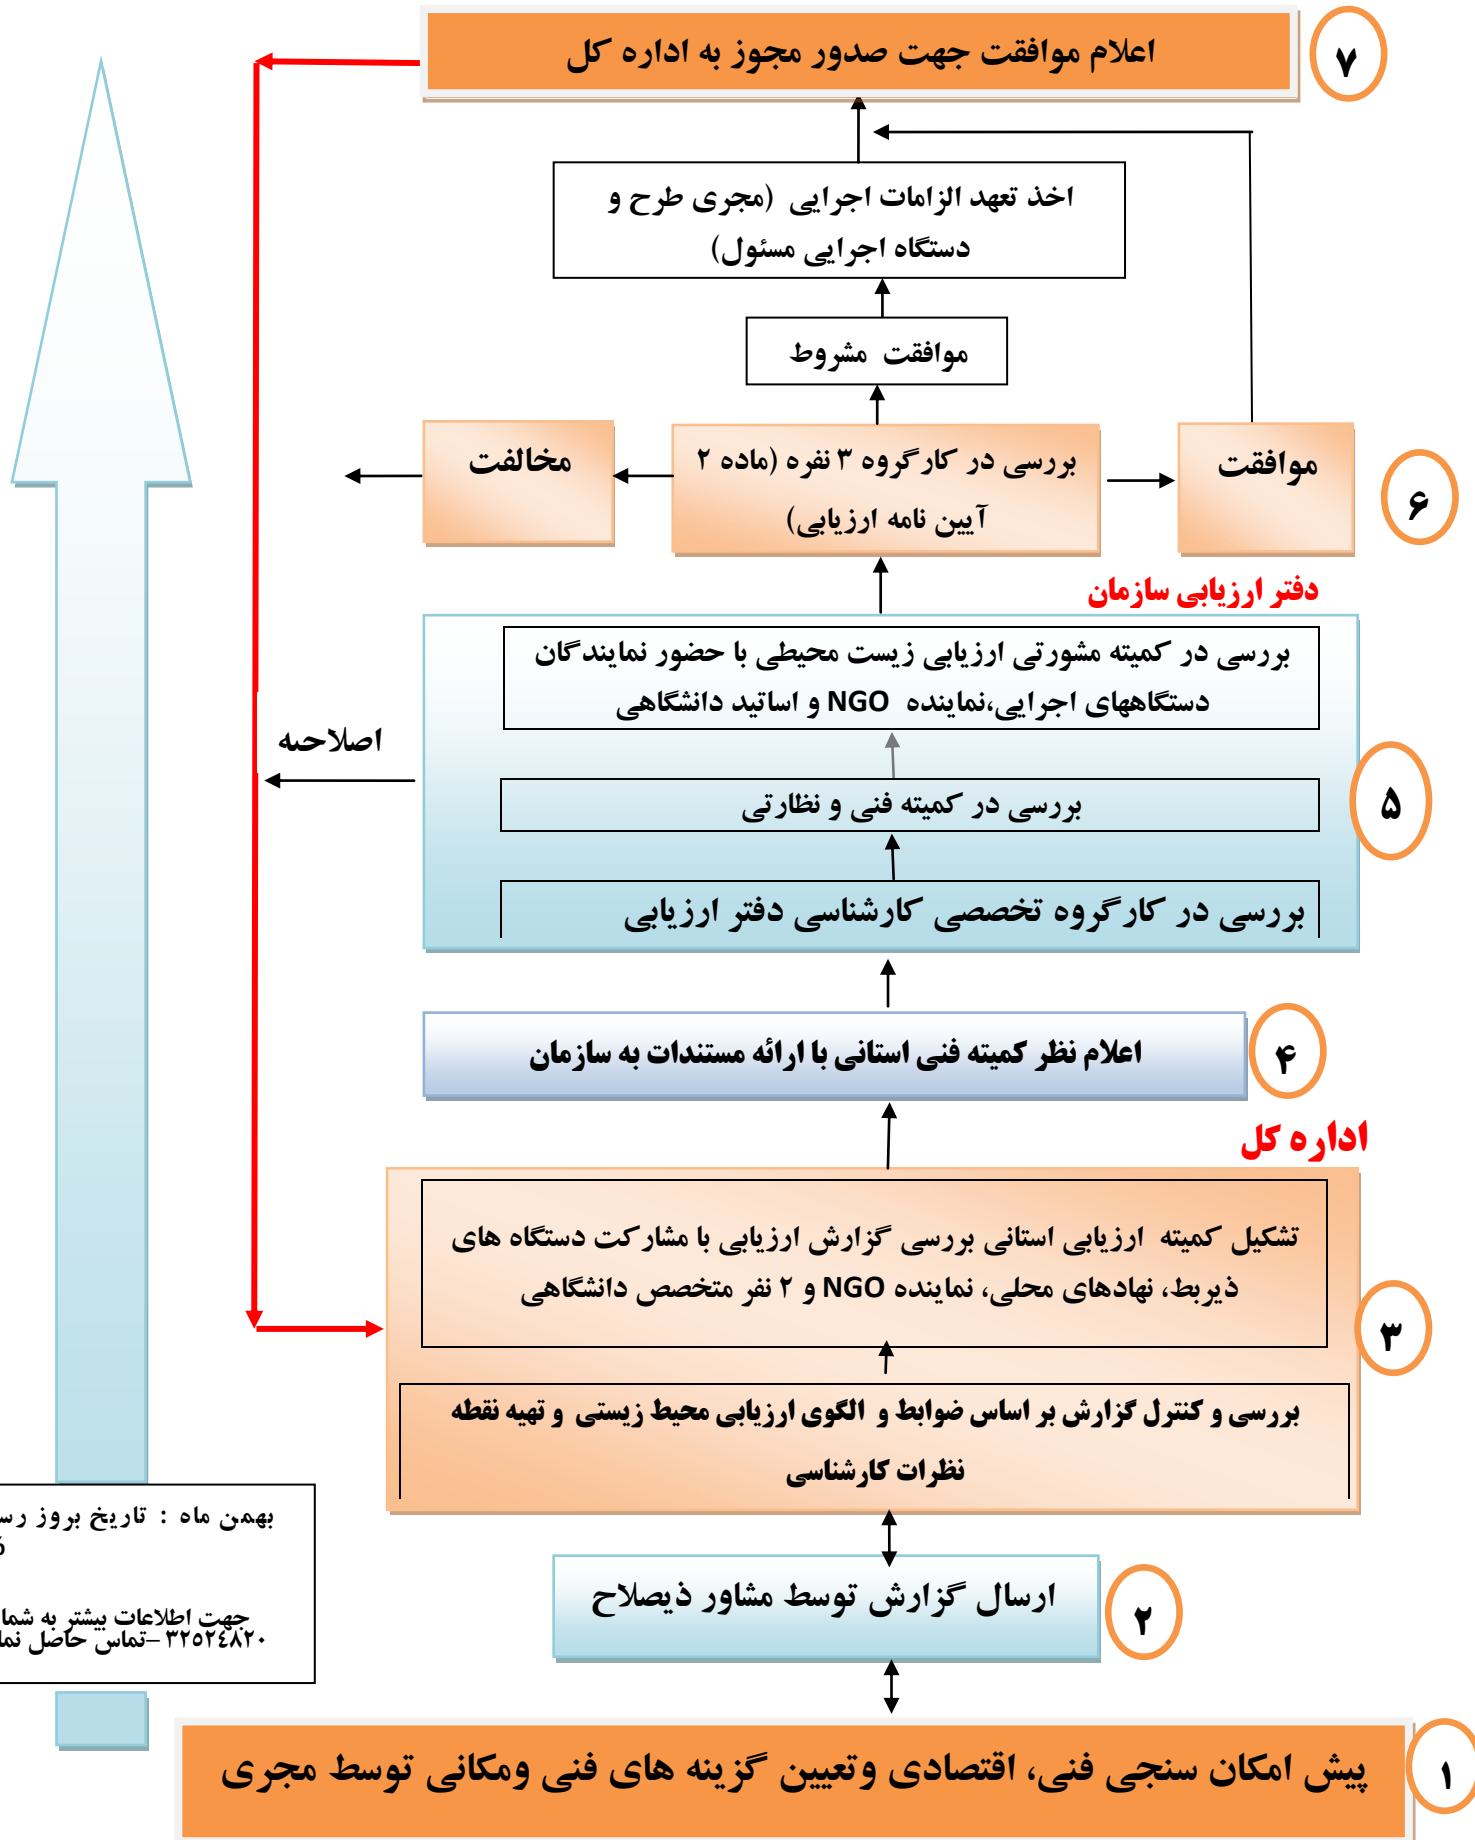 اعلام موافقت جهت صدور مجوز به اداره کل
۷
اخذ تعهد الزامات اجرایی (مجری طرح و
دستگاه اجرایی مسئول)
موافقت مشروط
موافقت
بررسی در کارگروه ۳ نفره (ماده ۲
آیین نامه ارزیابی)
مخالفت
۶
دفتر ارزیابی سازمان
بررسی در کمیته مشورتی ارزیابی زیست محیطی با حضور نمایندگان
دستگاههای اجرایی،نماینده NGO و اساتید دانشگاهی
اصلاحیه
بررسی در کمیته فنی و نظارتی
۵
بررسی در کارگروه تخصصی کارشناسی دفتر ارزیابی
اعلام نظر کمیته فنی استانی با ارائه مستندات به سازمان
۴
اداره کل
تشکیل کمیته ارزیابی استانی بررسی گزارش ارزیابی با مشارکت دستگاه های
ذیربط، نهادهای محلی، نماینده NGO و ۲ نفر متخصص دانشگاهی
۳
بررسی و کنترل گزارش بر اساس ضوابط و الگوی ارزیابی محیط زیستی و تهیه نقطه
نظرات کارشناسی
بهمن ماه : تاریخ بروز
جهت اطلاعات بیشتر به
۳۲۵۲٤۸۲۰ –تماس حاصل
ارسال گزارش توسط مشاور ذیصلاح
۲
پیش امکان سنجی فنی، اقتصادی وتعیین گزینه های فنی ومکانی توسط مجری
۱